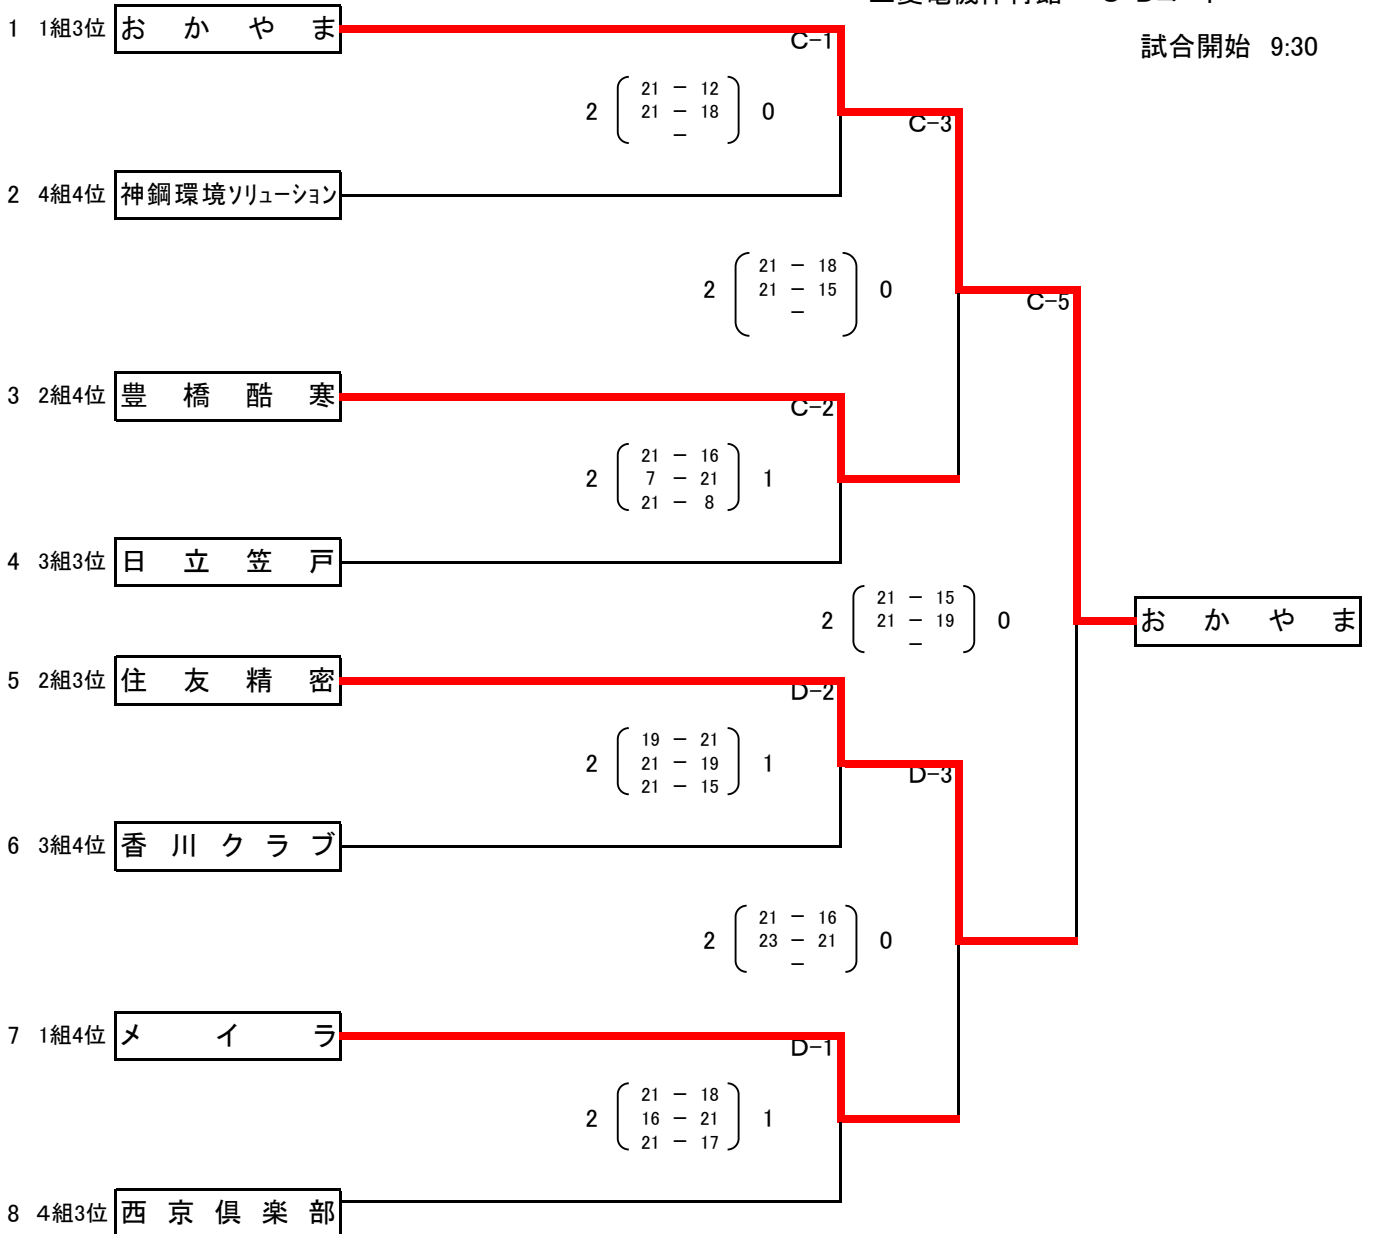 試合開始 9:30
1 1組3位 おかやま
C-1
2 21 - 12 0
21 - 18
-
C-3
2 4組4位 神鋼環境ソリューション
2 21 - 18 0
21 - 15
-
C-5
3 2組4位 豊橋酷寒
C-2
2 21 - 16 1
7 - 21
21 - 8
4 3組3位 日立笠戸
2 21 - 15 0
21 - 19
-
おかやま
5 2組3位 住友精密
D-2
2 19 - 21 1
21 - 19
21 - 15
D-3
6 3組4位 香川クラブ
2 21 - 16 0
23 - 21
-
7 1組4位 メイラ
D-1
2 21 - 18 1
16 - 21
21 - 17
8 4組3位 西京倶楽部